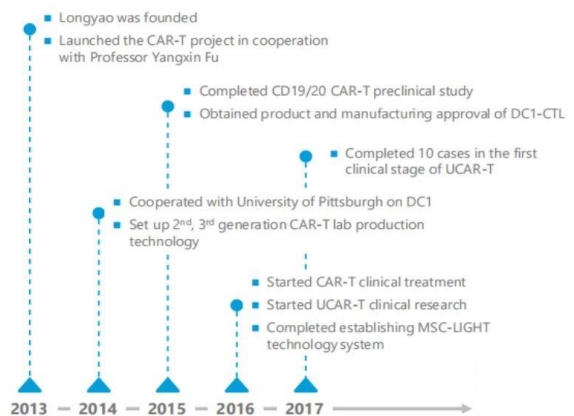 ▪ Longyao was founded
▪ Launched the CAR-T project in cooperation
with Professor Yangxin Fu
▪ Completed CD19/20 CAR-T preclinical study
▪ Obtained product and manufacturing approval of DC1-CTL
▪ Completed 10 cases in the first
clinical stage of UCAR-T
▪ Cooperated with University of Pittsburgh on DC1
▪ Set up 2nd, 3rd generation CAR-T lab production
technology
▪ Started CAR-T clinical treatment
▪ Started UCAR-T clinical research
▪ Completed establishing MSC-LIGHT
technology system
2013 — 2014 — 2015 — 2016 — 2017